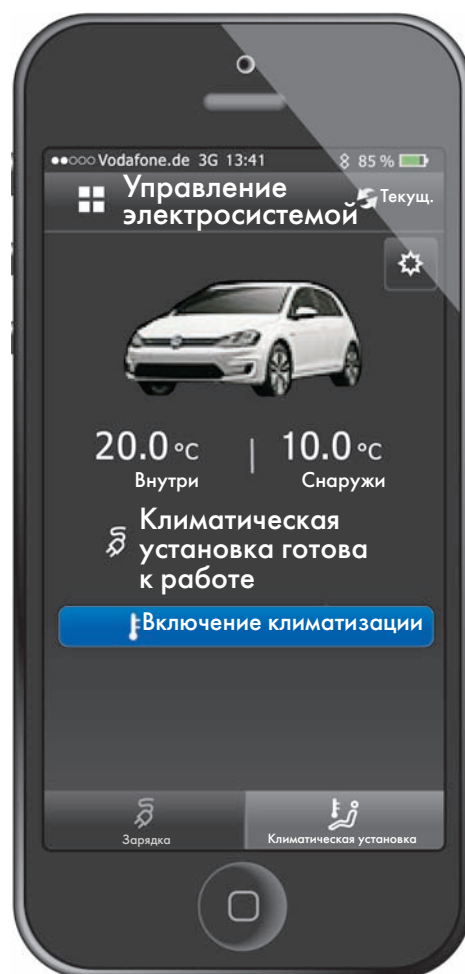 Vodafone.de 3G 13:41 85 %
Управление
электросистемой
Текущ.
20.0 °C | 10.0 °C
Внутри Снаружи
Климатическая
установка готова
к работе
Включение климатизации
Зарядка Климатическая установка